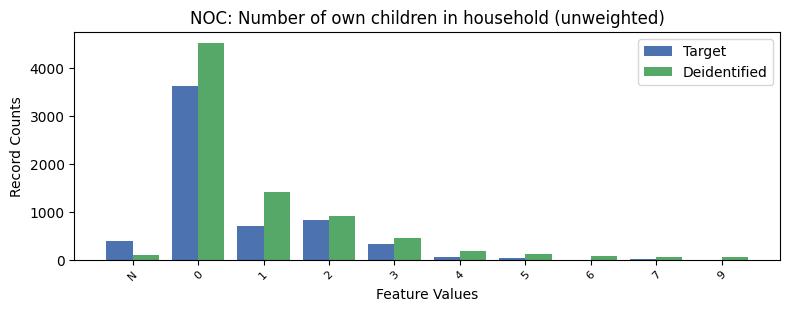 NOC: Number of own children in household (unweighted)
Target
Deidentified
Record Counts
4000
3000
2000
1000
0
N 0 1 2 3 4 5 6 7 9
Feature Values